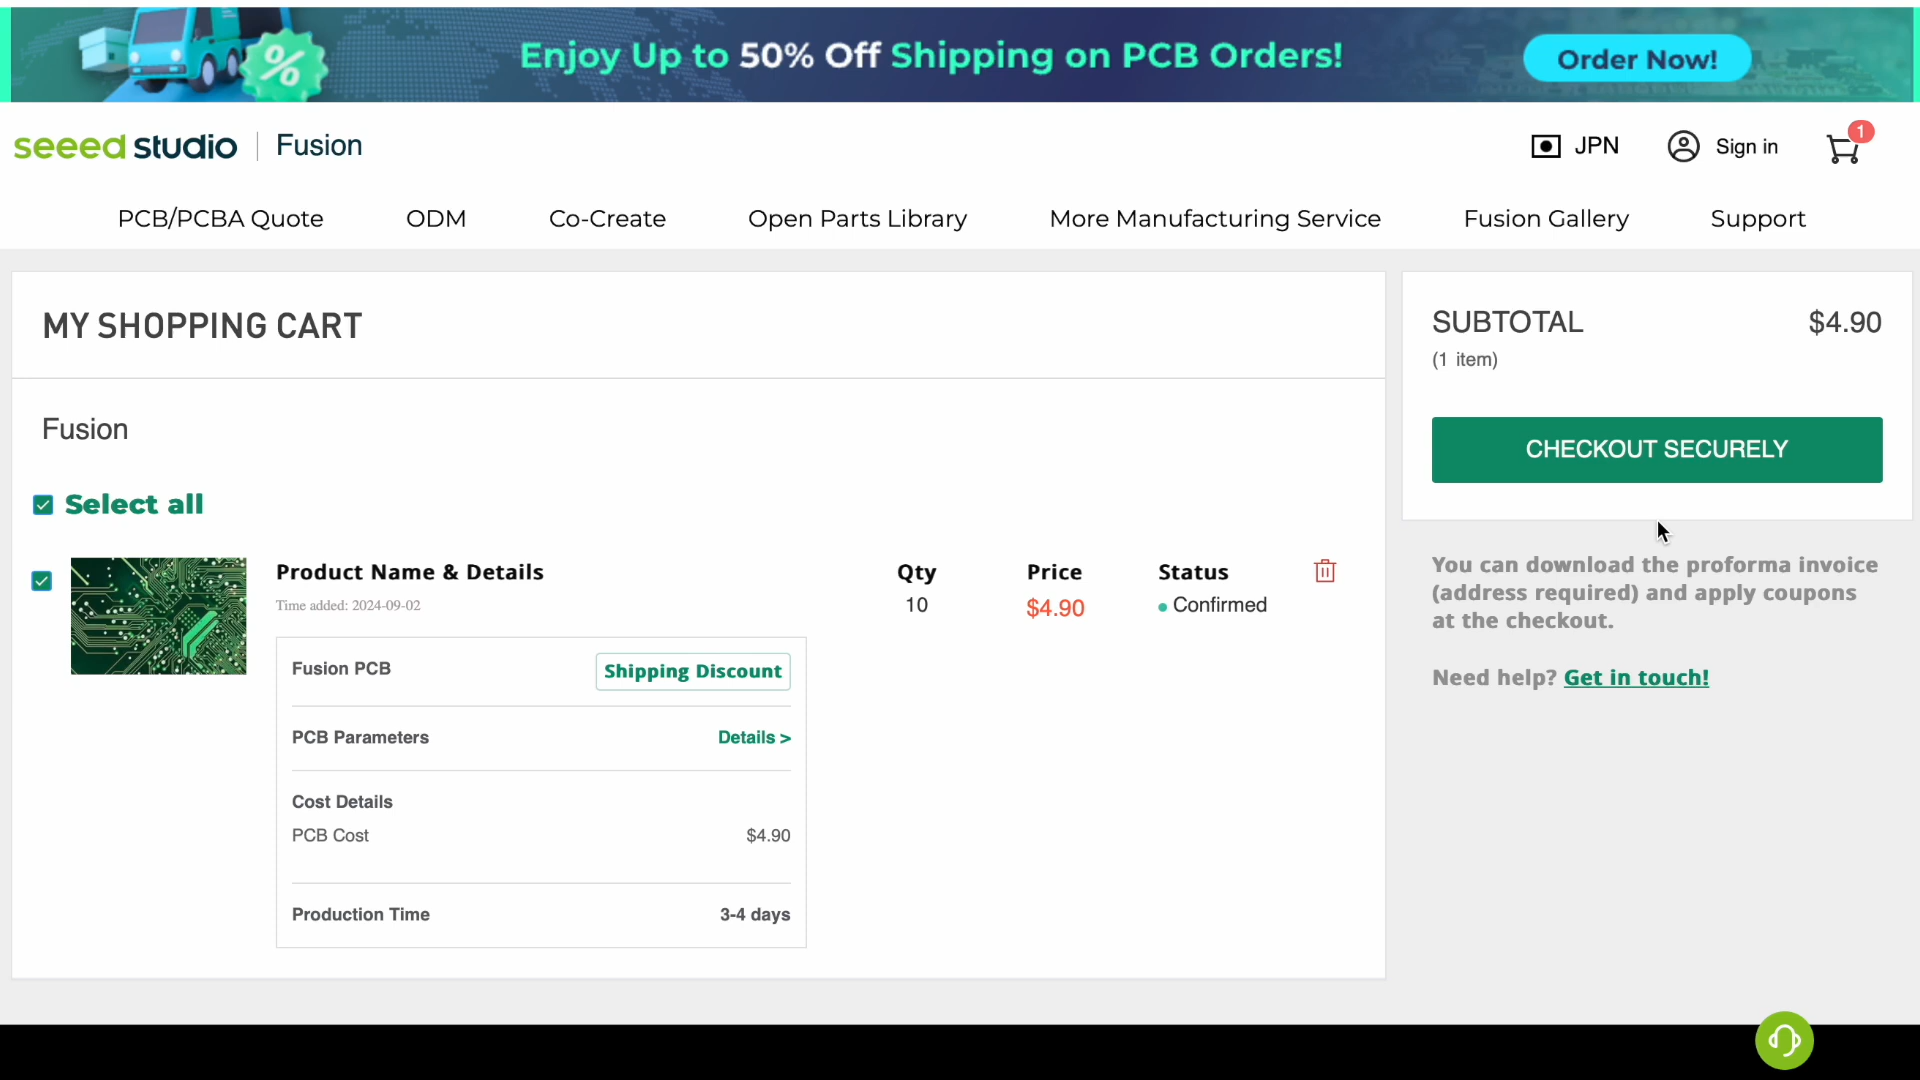 %
Enjoy Up to 50% Off Shipping on PCB Orders!
Order Now!
seeed studio
Fusion
JPN
Sign in
1
PCB/PCBA Quote
ODM
Co-Create
Open Parts Library
More Manufacturing Service
Fusion Gallery
Support
MY SHOPPING CART
Fusion
Select all
Product Name & Details
Time added: 2024-09-02
Qty
10
Price
$4.90
Status
Confirmed
Fusion PCB
Shipping Discount
PCB Parameters
Details >
Cost Details
PCB Cost
$4.90
Production Time
3-4 days
SUBTOTAL
$4.90
(1 item)
CHECKOUT SECURELY
You can download the proforma invoice
(address required) and apply coupons
at the checkout.
Need help? Get in touch!